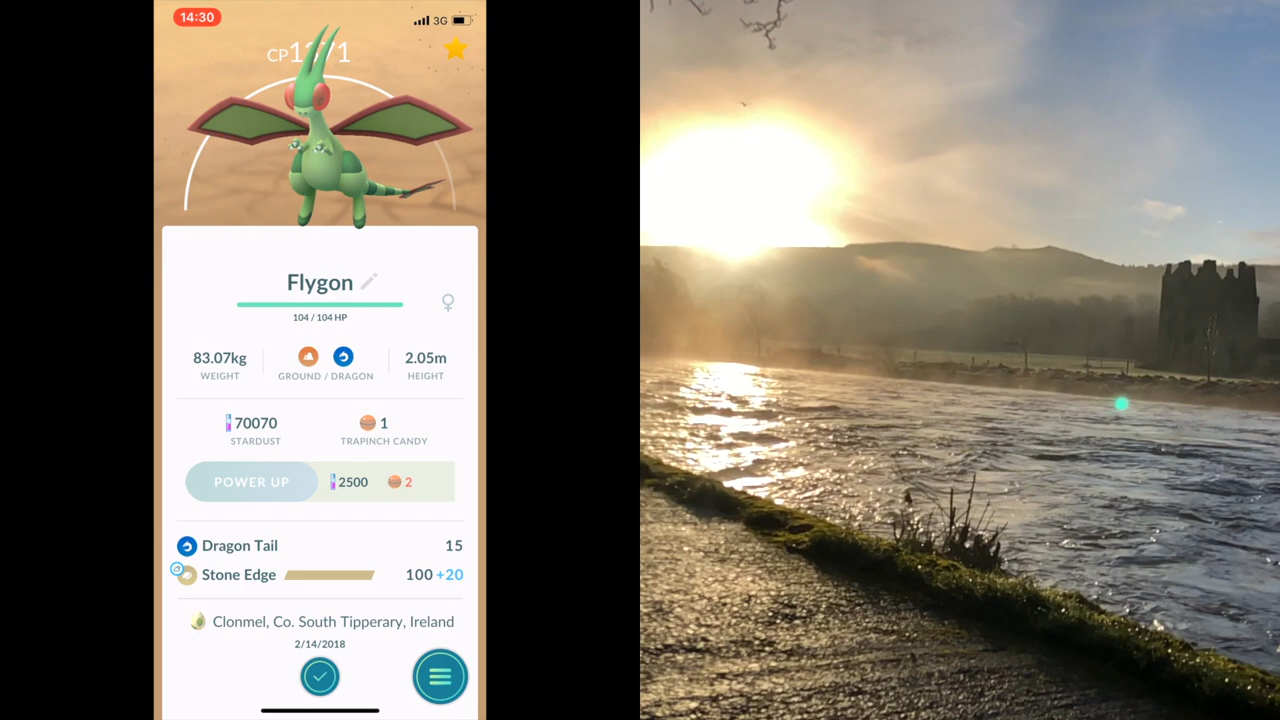 14:30
3G
Flygon
104 / 104 HP
83.07kg
WEIGHT
GROUND / DRAGON
2.05m
HEIGHT
70070
STARDUST
1
TRAPINCH CANDY
POWER UP
2500
2
Dragon Tail
15
Stone Edge
100 +20
Clonmel, Co. South Tipperary, Ireland
2/14/2018